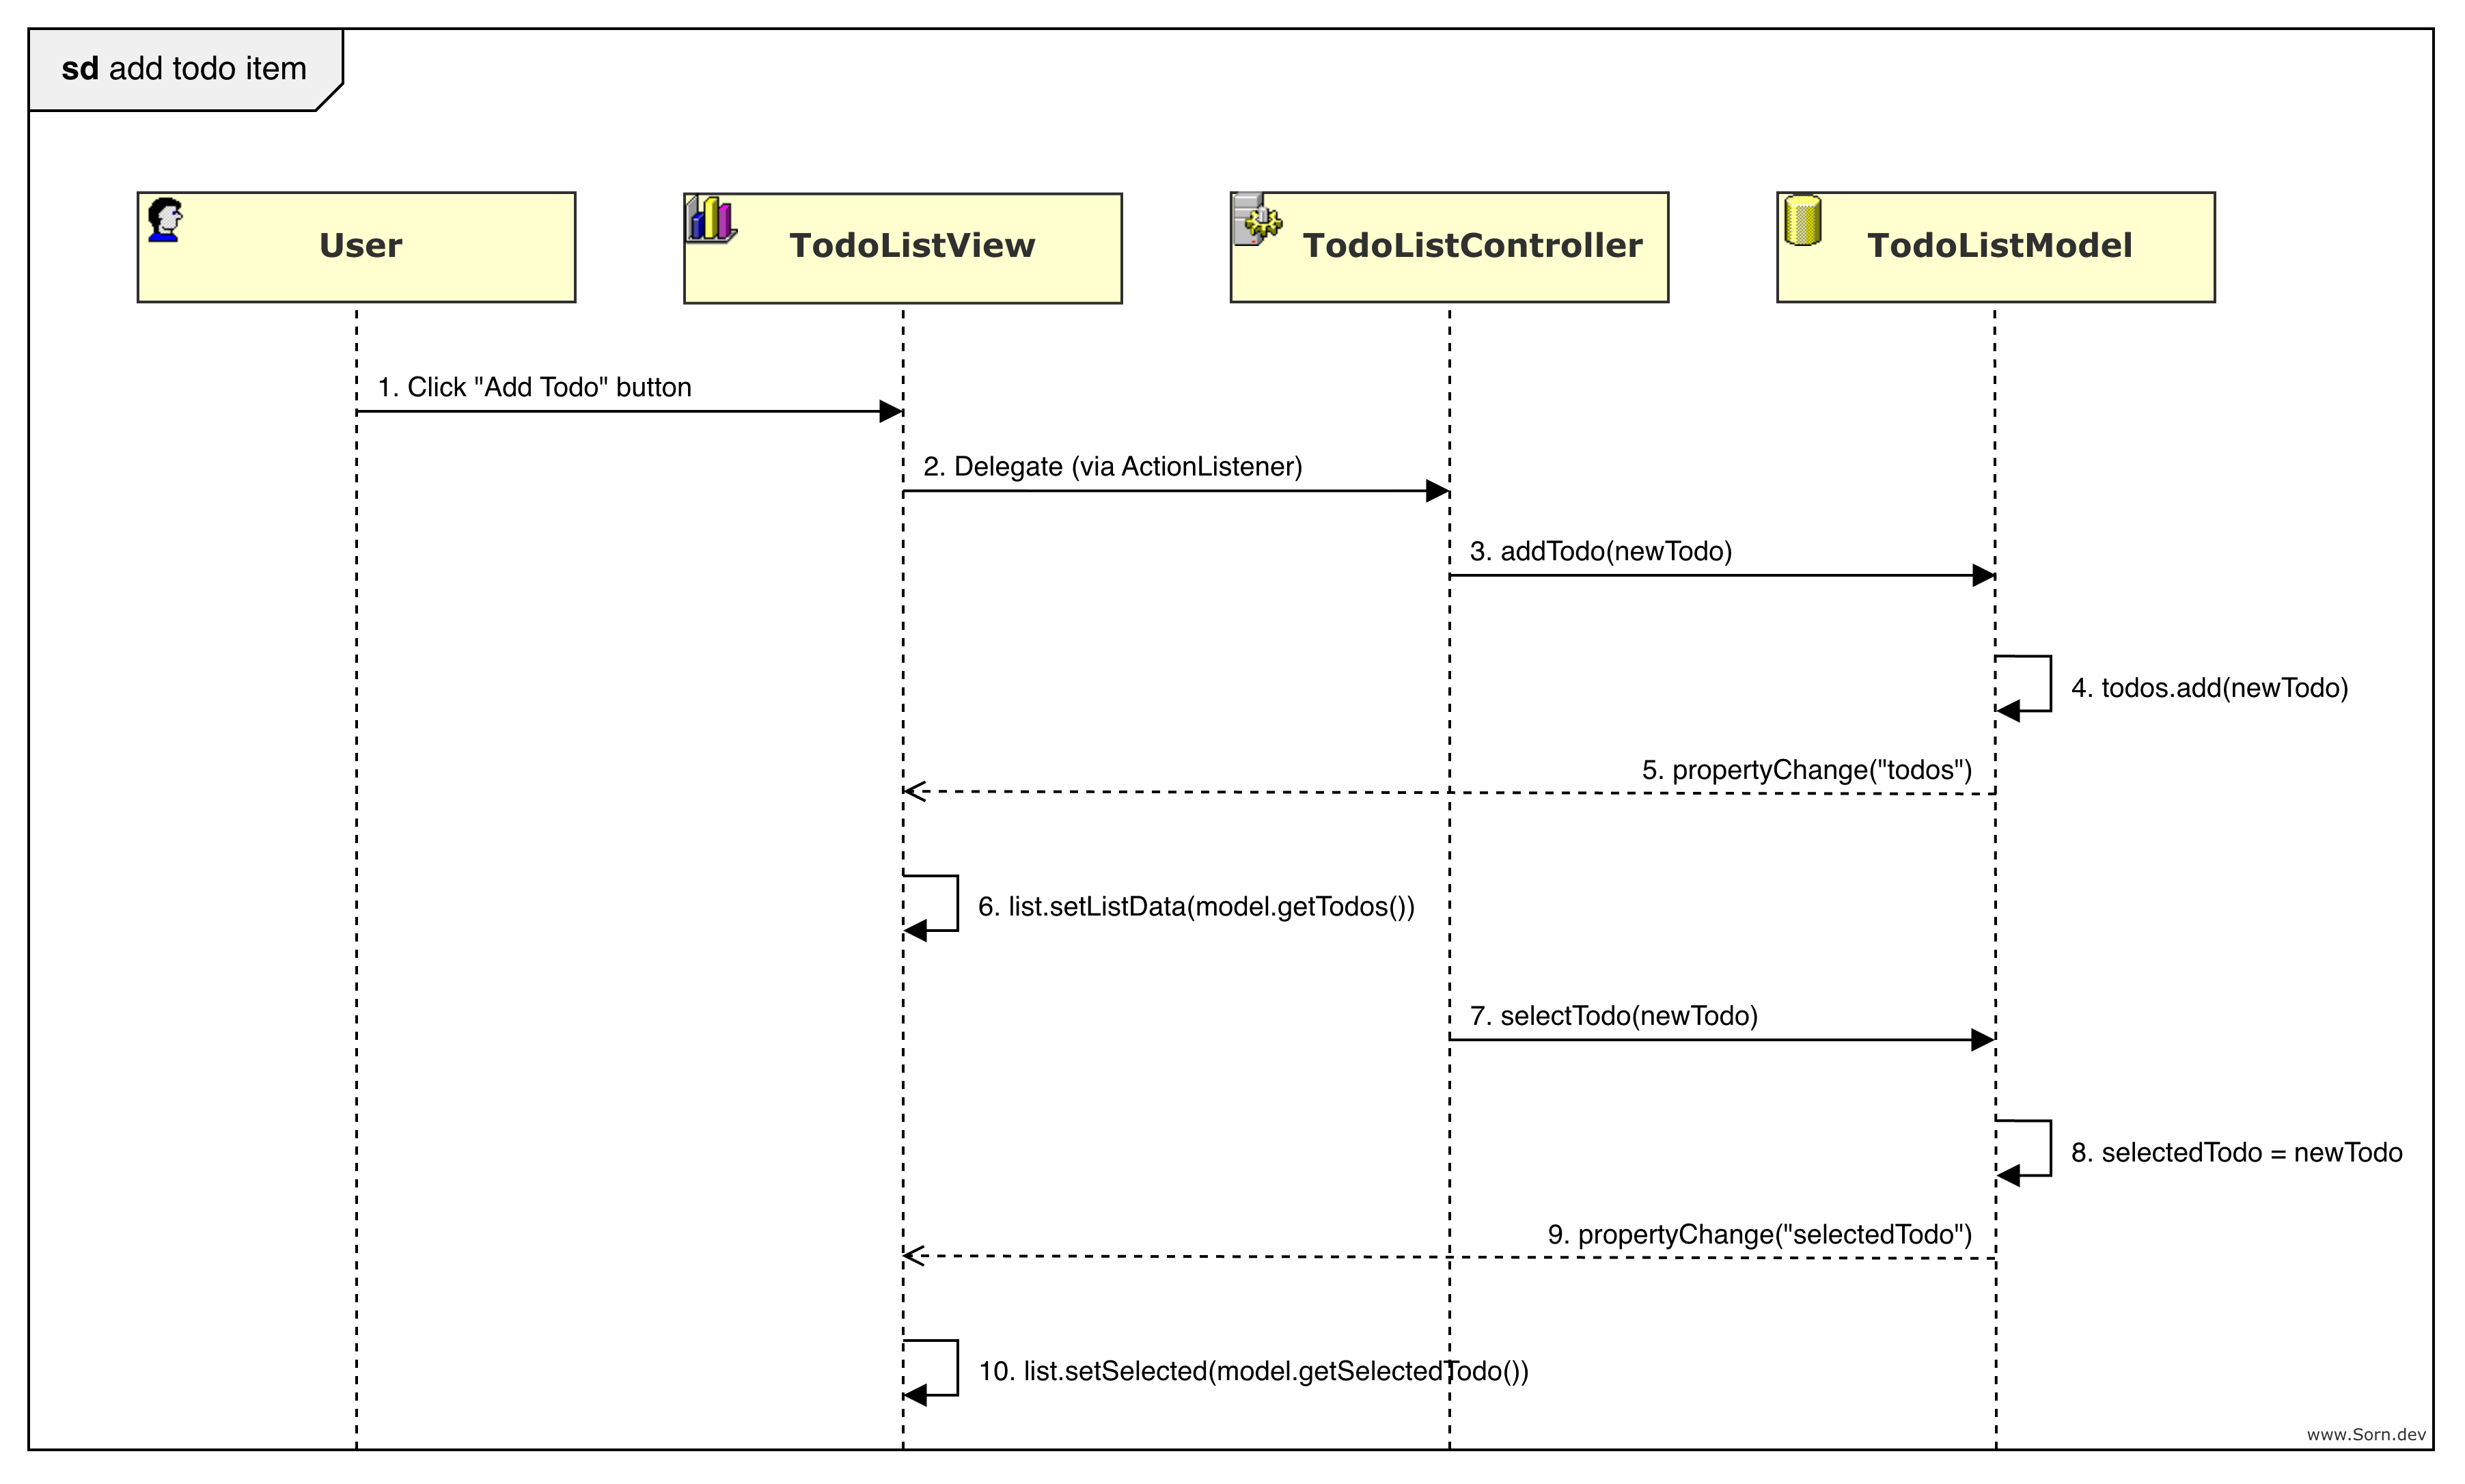 sd add todo item
User
TodoListView
TodoListController
TodoListModel
1. Click "Add Todo" button
2. Delegate (via ActionListener)
3. addTodo(newTodo)
4. todos.add(newTodo)
5. propertyChange("todos")
6. list.setListData(model.getTodos())
7. selectTodo(newTodo)
8. selectedTodo = newTodo
9. propertyChange("selectedTodo")
10. list.setSelected(model.getSelectedTodo())
www.Sorn.dev